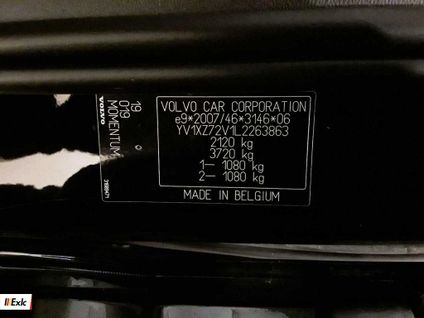 VOLVO CAR CORPORATION
e9*2007/46*3146*06
YV1XZ72V1L2263863
2120 kg
3720 kg
1– 1080 kg
2– 1080 kg
MADE IN BELGIUM
19
019 MOMENTUM
VOLVO
Exlc